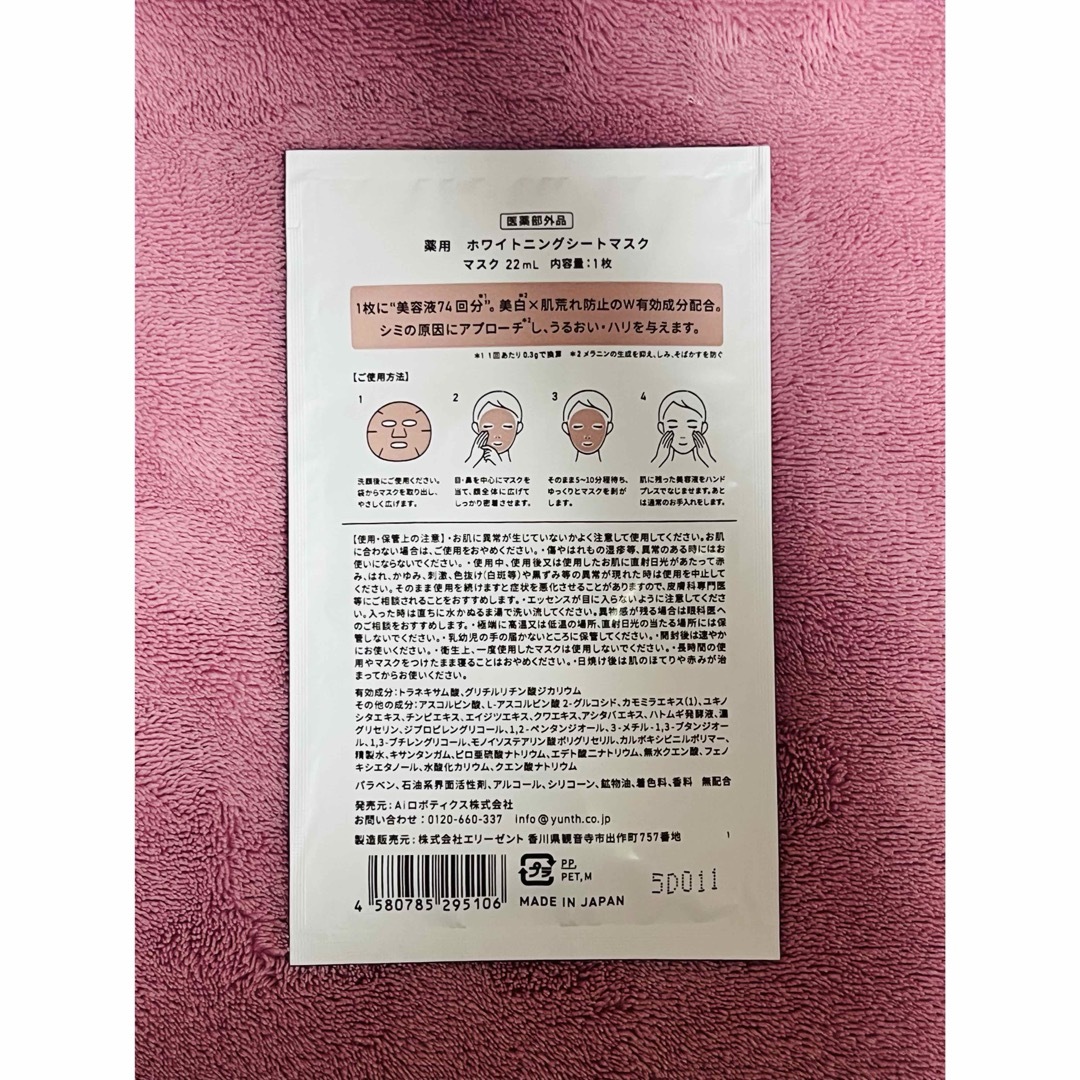 医薬部外品
薬用 ホワイトニングシートマスク
マスク 22mL 内容量:1枚
1枚に“美容液74回分*1”。美白*2×肌荒れ防止のW有効成分配合。
シミの原因にアプローチ*2し、うるおい・ハリを与えます。
*1 1回あたり0.3gで換算 *2 メラニンの生成を抑え、しみ、そばかすを防ぐ
【ご使用方法】
1 2 3 4
洗顔後にご使用ください。
袋からマスクを取り出し、
やさしく広げます。
目・鼻を中心にマスクを
当て、顔全体に広げて
しっかり密着させます。
そのまま5~10分程待ち、
ゆっくりとマスクを剥が
します。
肌に残った美容液をハンド
プレスでなじませます。あと
は通常のお手入れをします。
【使用・保管上の注意】・お肌に異常が生じていないかよく注意して使用してください。お肌
に合わない場合は、ご使用をおやめください。・傷やはれもの湿疹等、異常のある時にはお
使いにならないでください。・使用中、使用後又は使用したお肌に直射日光があたって赤
み、はれ、かゆみ、刺激、色抜け(白斑等)や黒ずみ等の異常が現れた時は使用を中止して
ください。そのまま使用を続けますと症状を悪化させることがありますので、皮膚科専門医
等にご相談されることをおすすめします。・エッセンスが目に入らないように注意してくださ
い。入った時は直ちに水かぬるま湯で洗い流してください。異物感が残る場合は眼科医へ
のご相談をおすすめします。・極端に高温又は低温の場所、直射日光の当たる場所には保
管しないでください。・乳幼児の手の届かないところに保管してください。・開封後は速やか
にお使いください。・衛生上、一度使用したマスクは使用しないでください。・長時間の使
用やマスクをつけたまま寝ることはおやめください。・日焼け後は肌のほてりや赤みが治
まってからお使いください。
有効成分:トラネキサム酸、グリチルリチン酸ジカリウム
その他の成分:アスコルビン酸、L-アスコルビン酸 2-グルコシド、カモミラエキス(1)、ユキノ
シタエキス、チンピエキス、エイジツエキス、クワエキス、アシタバエキス、ハトムギ発酵液、濃
グリセリン、ジプロピレングリコール、1,2-ペンタンジオール、3-メチル-1,3-ブタンジオー
ル、1,3-ブチレングリコール、モノイソステアリン酸ポリグリセリル、カルボキシビニルポリマー、
精製水、キサンタンガム、ピロ亜硫酸ナトリウム、エデト酸二ナトリウム、無水クエン酸、フェノ
キシエタノール、水酸化カリウム、クエン酸ナトリウム
パラベン、石油系界面活性剤、アルコール、シリコーン、鉱物油、着色料、香料 無配合
発売元:Aiロボティクス株式会社
お問い合わせ:0120-660-337 info@yunth.co.jp
製造販売元:株式会社エリーゼント 香川県観音寺市出作町757番地
1
プラ
PP,
PET,M
5D011
4 580785 295106
MADE IN JAPAN